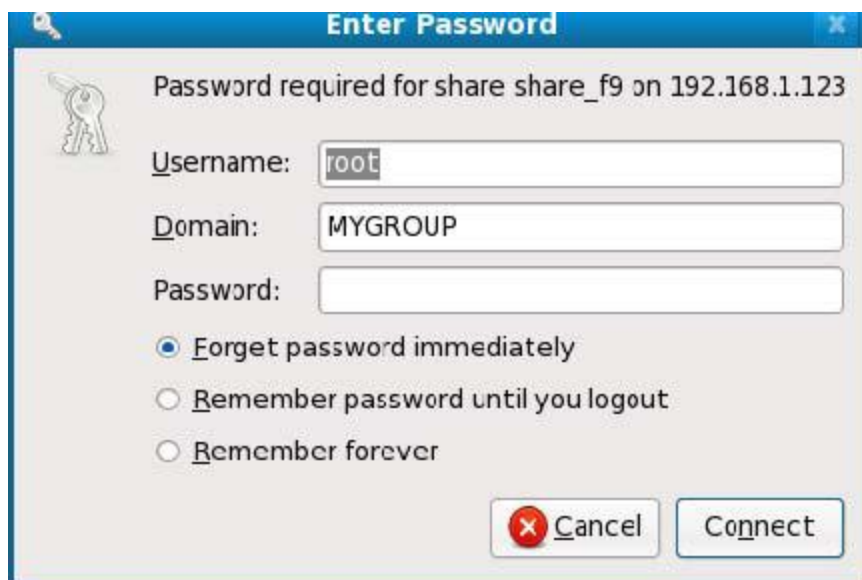 Enter Password
Password required for share share_f9 on 192.168.1.123
Username: root
Domain: MYGROUP
Password:
Forget password immediately
Remember password until you logout
Remember forever
Cancel Connect